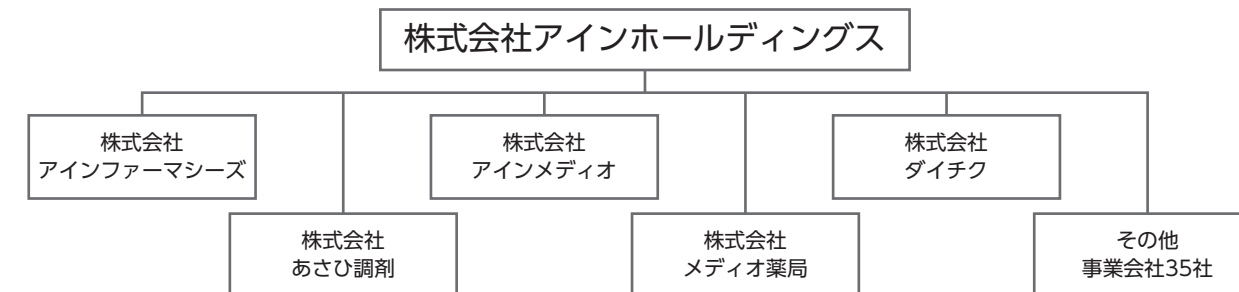 株式会社アインホールディングス
株式会社
アインファーマシーズ
株式会社
アインメディオ
株式会社
ダイチク
株式会社
あさひ調剤
株式会社
メディオ薬局
その他
事業会社35社